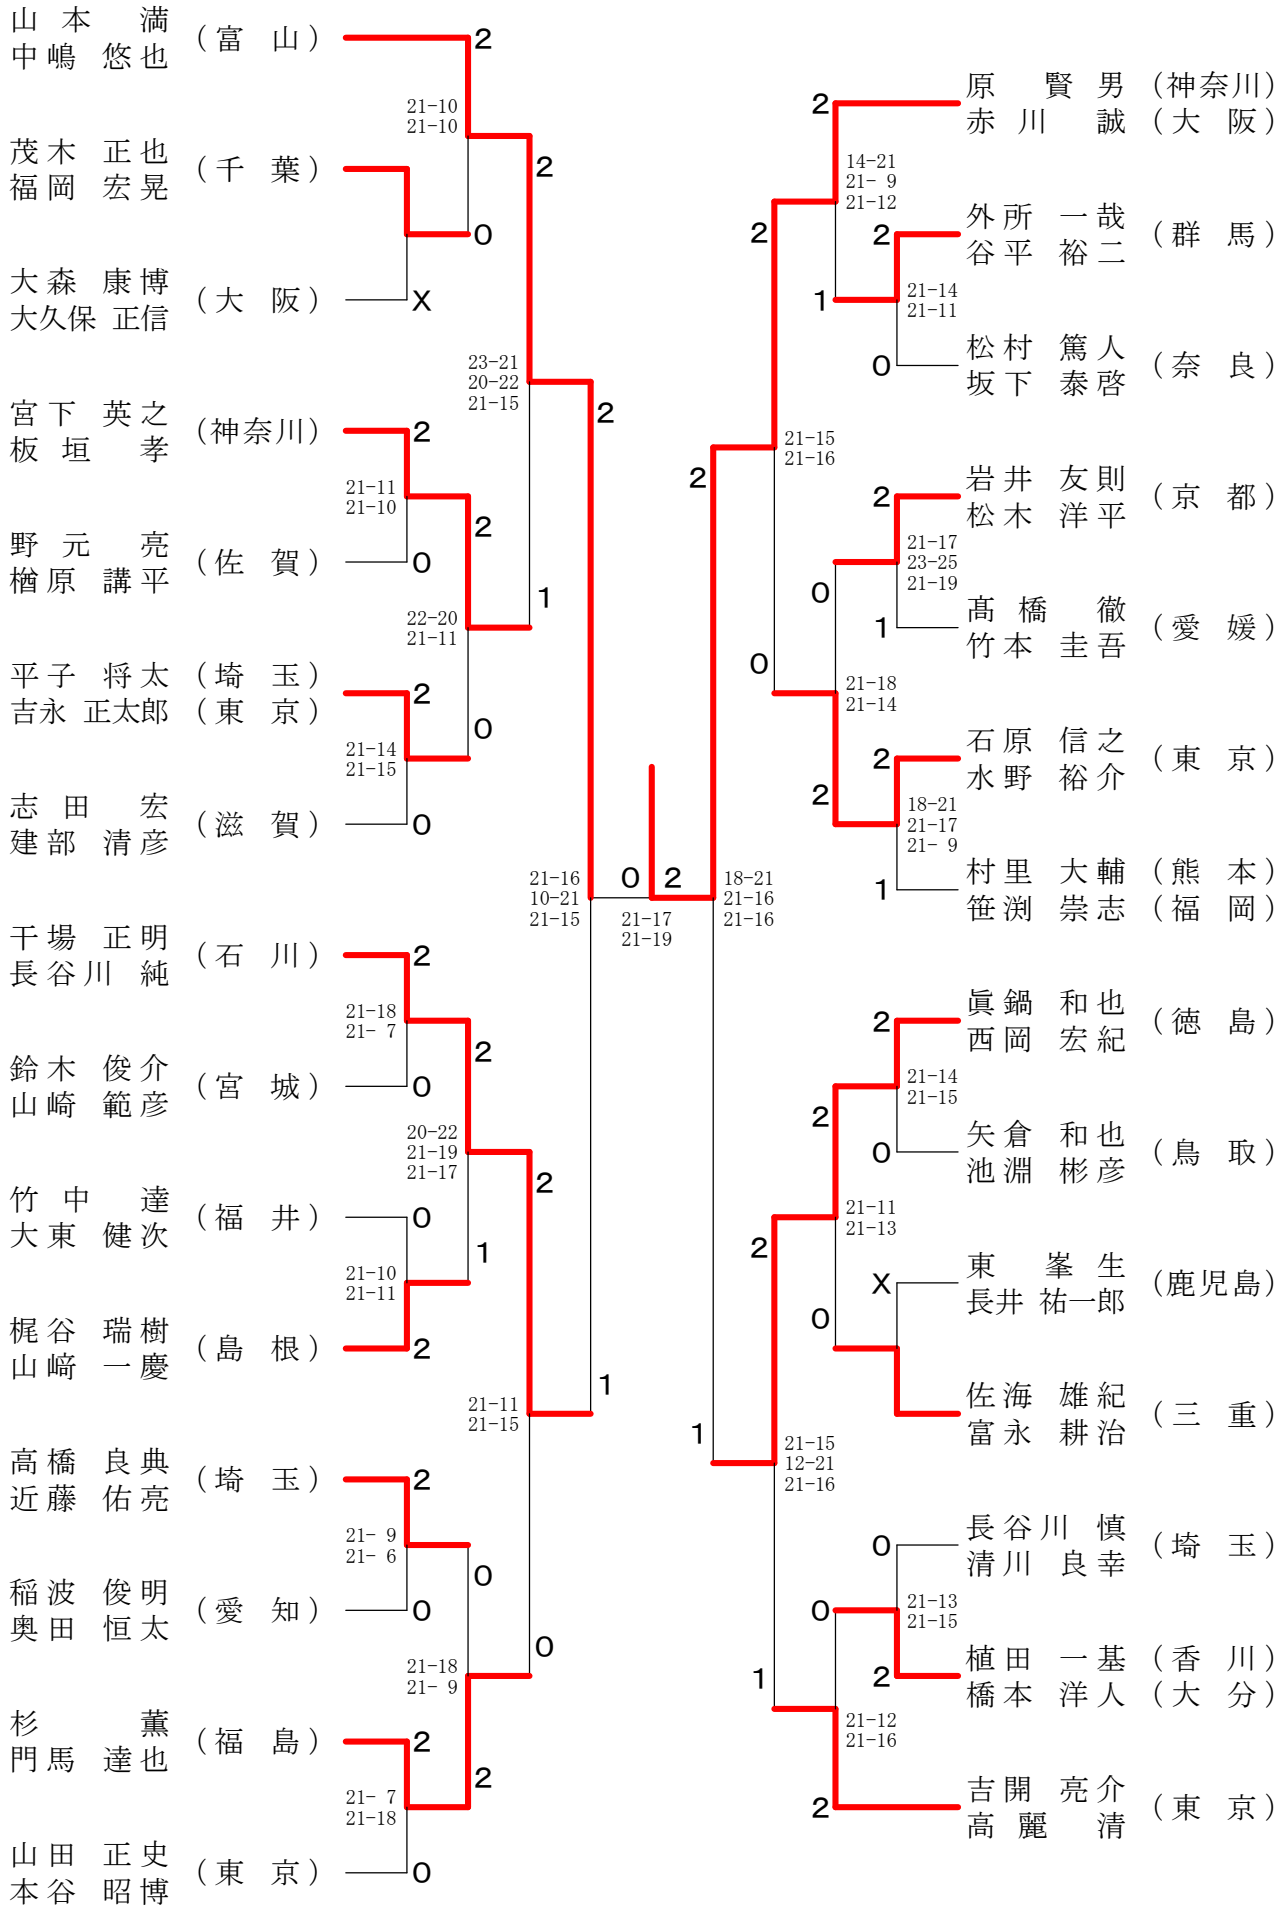 山本 満
中嶋 悠也
(富山)
2
21-10
21-10
茂木 正也
福岡 宏晃
(千葉)
2
0
大森 康博
大久保 正信
(大阪)
X
23-21
20-22
21-15
2
宮下 英之
板垣 孝
(神奈川)
2
21-11
21-10
2
野元 亮
楢原 講平
(佐賀)
0
1
22-20
21-11
平子 将太
吉永 正太郎
(埼玉)
(東京)
2
0
21-14
21-15
志田 宏
建部 清彦
(滋賀)
0
21-16
10-21
21-15
0
2
21-17
21-19
干場 正明
長谷川 純
(石川)
2
21-18
21- 7
2
鈴木 俊介
山崎 範彦
(宮城)
0
20-22
21-19
21-17
2
竹中 達
大東 健次
(福井)
0
1
21-10
21-11
梶谷 瑞樹
山﨑 一慶
(島根)
2
1
21-11
21-15
高橋 良典
近藤 佑亮
(埼玉)
2
21- 9
21- 6
0
稲波 俊明
奥田 恒太
(愛知)
0
0
21-18
21- 9
杉 薫
門馬 達也
(福島)
2
2
21- 7
21-18
山田 正史
本谷 昭博
(東京)
0
2
原 賢男
赤川 誠
(神奈川)
(大阪)
14-21
21- 9
21-12
2
2
外所 一哉
谷平 裕二
(群馬)
1
21-14
21-11
0
松村 篤人
坂下 泰啓
(奈良)
21-15
21-16
2
2
岩井 友則
松木 洋平
(京都)
21-17
23-25
21-19
0
1
髙橋 徹
竹本 圭吾
(愛媛)
0
21-18
21-14
2
石原 信之
水野 裕介
(東京)
2
18-21
21-17
21- 9
1
村里 大輔
笹渕 崇志
(熊本)
(福岡)
18-21
21-16
21-16
2
眞鍋 和也
西岡 宏紀
(徳島)
21-14
21-15
2
0
矢倉 和也
池淵 彬彦
(鳥取)
21-11
21-13
2
X
東 峯生
長井 祐一郎
(鹿児島)
0
佐海 雄紀
富永 耕治
(三重)
1
21-15
12-21
21-16
0
長谷川 慎
清川 良幸
(埼玉)
21-13
21-15
0
2
植田 一基
橋本 洋人
(香川)
(大分)
1
21-12
21-16
2
吉開 亮介
高麗 清
(東京)